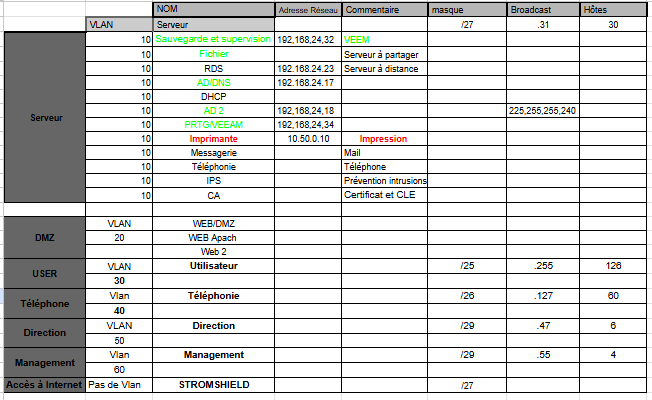 NOM Adresse Réseau Commentaire masque Broadcast Hôtes
VLAN Serveur /27 .31 30
Serveur
10 Sauvegarde et supervision 192,168,24,32 VEEM
10 Fichier Serveur à partager
10 RDS 192.168.24.23 Serveur à distance
10 AD/DNS 192.168.24.17
10 DHCP
10 AD 2 192,168,24,18 225,255,255,240
10 PRTG/VEEAM 192,168,24,34
10 Imprimante 10.50.0.10 Impression
10 Messagerie Mail
10 Téléphonie Téléphone
10 IPS Prévention intrusions
10 CA Certificat et CLE
DMZ
VLAN WEB/DMZ
20 WEB Apach
Web 2
USER
VLAN Utilisateur /25 .255 126
30
Téléphone
Vlan Téléphonie /26 .127 60
40
Direction
VLAN Direction /29 .47 6
50
Management
Vlan Management /29 .55 4
60
Accés à Internet Pas de Vlan STROMSHIELD /27